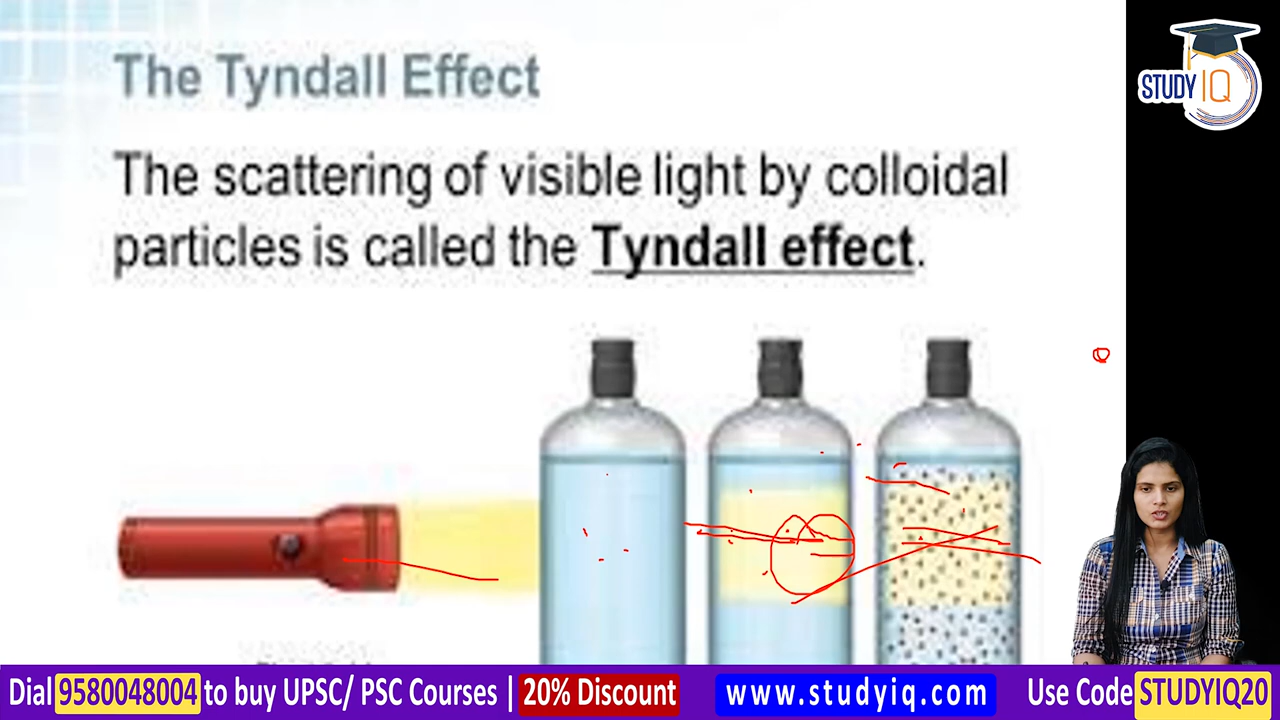 The Tyndall Effect
STUDY IQ
The scattering of visible light by colloidal
particles is called the Tyndall effect.
Dial 9580048004 to buy UPSC/ PSC Courses | 20% Discount www.studyiq.com Use Code STUDYIQ20